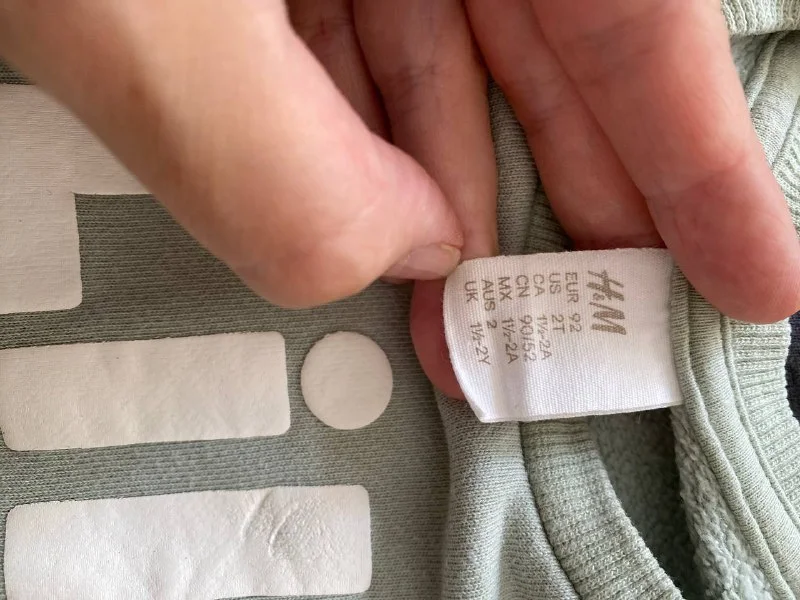 H&M
EUR 92
US 2T
CA 1½-2A
CN 90/52
MX 1½-2A
AUS 2
UK 1½-2Y